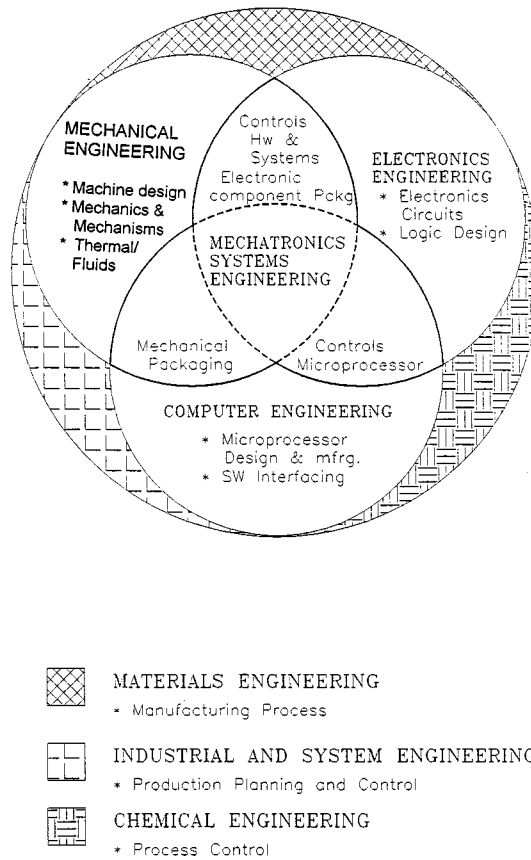 MECHANICAL
ENGINEERING
* Machine design
* Mechanics &
Mechanisms
* Thermal/
Fluids
Controls
Hw &
Systems
Electronic
component Pckg
ELECTRONICS
ENGINEERING
* Electronics
Circuits
* Logic Design
MECHATRONICS
SYSTEMS
ENGINEERING
Mechanical
Packaging
Controls
Microprocessor
COMPUTER ENGINEERING
* Microprocessor
Design & mfrg.
* SW Interfacing
MATERIALS ENGINEERING
* Manufacturing Process
INDUSTRIAL AND SYSTEM ENGINEERING
* Production Planning and Control
CHEMICAL ENGINEERING
* Process Control